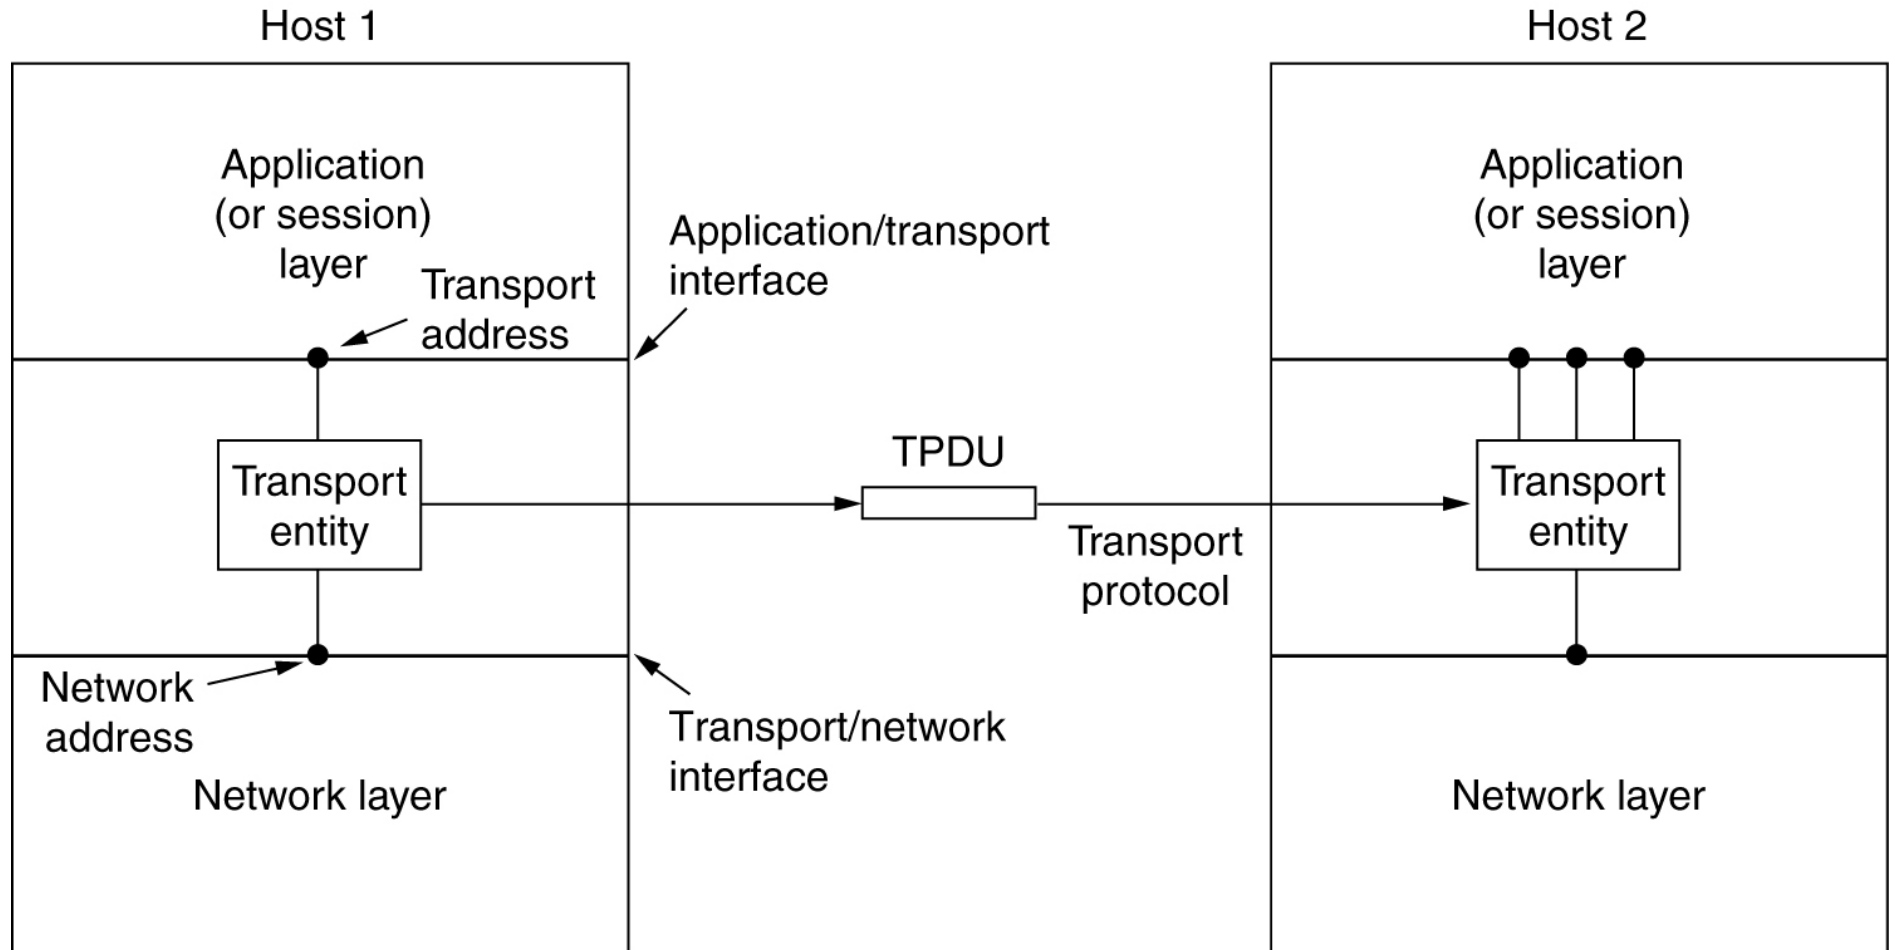 Host 1
Host 2
Application
(or session)
layer
Transport
address
Application/transport
interface
Application
(or session)
layer
Transport
entity
TPDU
Transport
protocol
Transport
entity
Network
address
Transport/network
interface
Network layer
Network layer